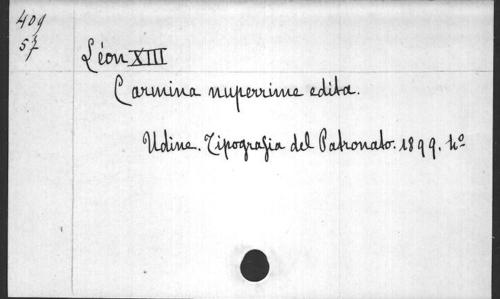 409
57
Léon XIII
Carmina nuperrime edita.
Udine. Tipografia del Patronato. 1899. 4º